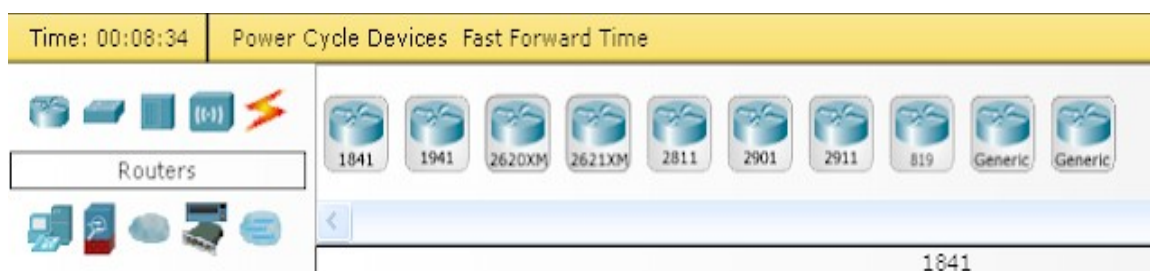 Time: 00:08:34 Power Cycle Devices Fast Forward Time
1841 1941 2620XM 2621XM 2811 2901 2911 819 Generic Generic
Routers
1841